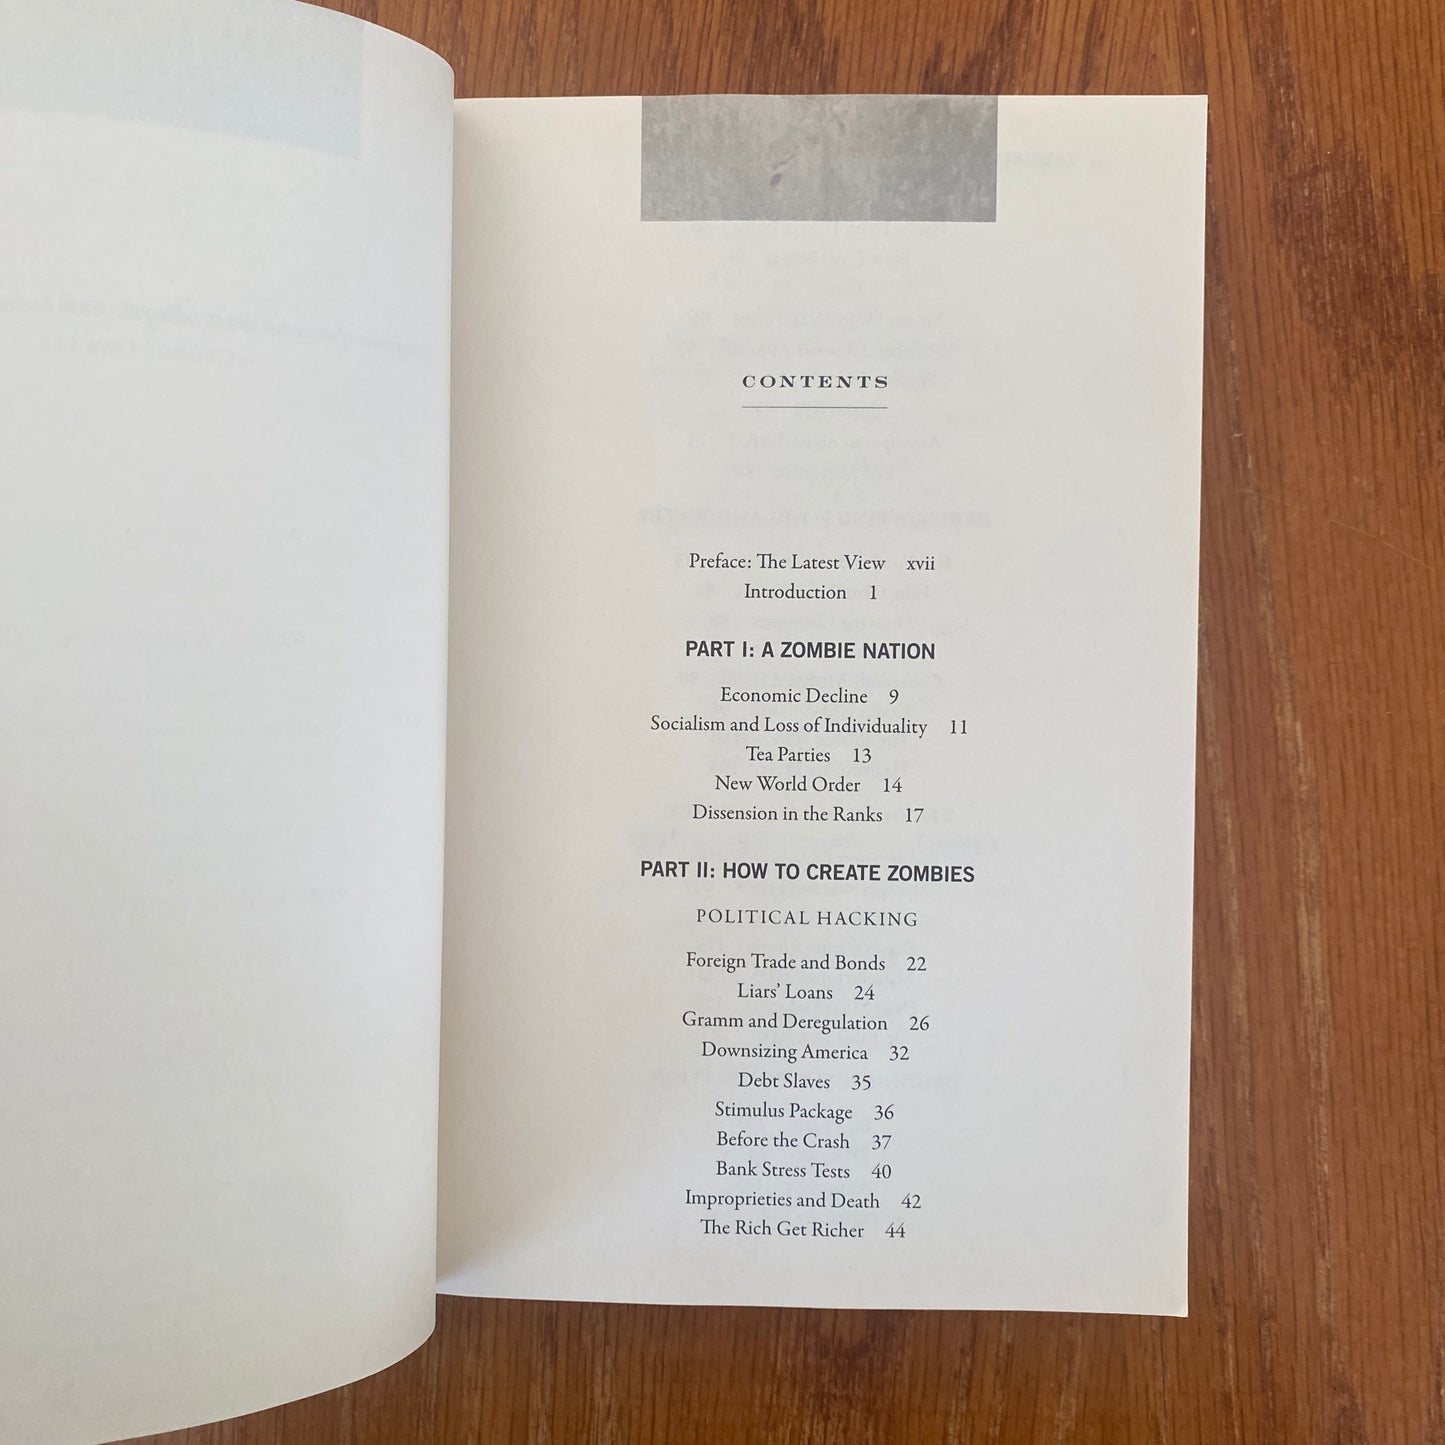 CONTENTS
Preface: The Latest View xvii
Introduction 1
PART I: A ZOMBIE NATION
Economic Decline 9
Socialism and Loss of Individuality 11
Tea Parties 13
New World Order 14
Dissension in the Ranks 17
PART II: HOW TO CREATE ZOMBIES
POLITICAL HACKING
Foreign Trade and Bonds 22
Liars’ Loans 24
Gramm and Deregulation 26
Downsizing America 32
Debt Slaves 35
Stimulus Package 36
Before the Crash 37
Bank Stress Tests 40
Improprieties and Death 42
The Rich Get Richer 44